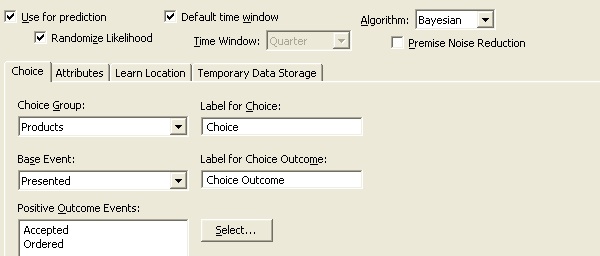 Use for prediction Default time window Algorithm: Bayesian
Randomize Likelihood Time Window: Quarter Premise Noise Reduction
Choice Attributes Learn Location Temporary Data Storage
Choice Group: Label for Choice:
Products Choice
Base Event: Label for Choice Outcome:
Presented Choice Outcome
Positive Outcome Events:
Accepted Select...
Ordered